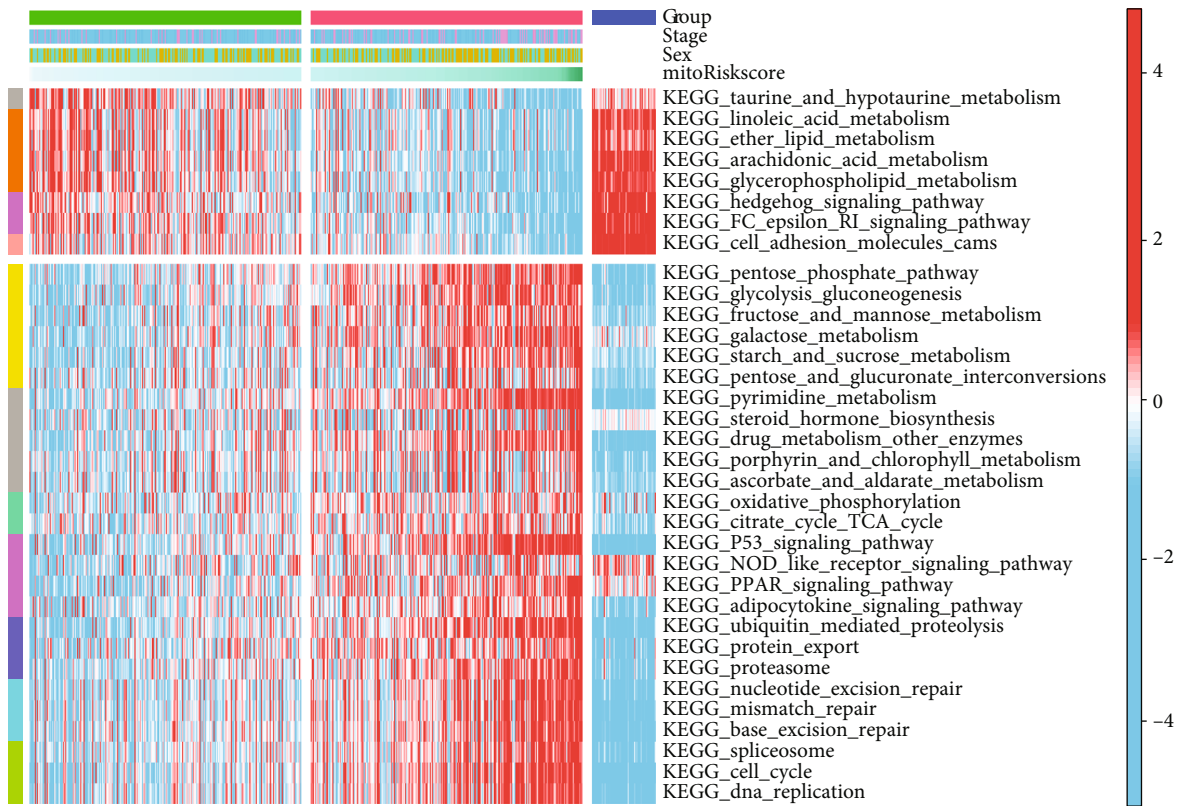 Group
Stage
Sex
mitoRiskscore
KEGG_taurine_and_hypotaurine_metabolism
KEGG_linoleic_acid_metabolism
KEGG_ether_lipid_metabolism
KEGG_arachidonic_acid_metabolism
KEGG_glycerophospholipid_metabolism
KEGG_hedgehog_signaling_pathway
KEGG_FC_epsilon_RI_signaling_pathway
KEGG_cell_adhesion_molecules_cams
KEGG_pentose_phosphate_pathway
KEGG_glycolysis_gluconeogenesis
KEGG_fructose_and_mannose_metabolism
KEGG_galactose_metabolism
KEGG_starch_and_sucrose_metabolism
KEGG_pentose_and_glucuronate_interconversions
KEGG_pyrimidine_metabolism
KEGG_steroid_hormone_biosynthesis
KEGG_drug_metabolism_other_enzymes
KEGG_porphyrin_and_chlorophyll_metabolism
KEGG_ascorbate_and_aldarate_metabolism
KEGG_oxidative_phosphorylation
KEGG_citrate_cycle_TCA_cycle
KEGG_P53_signaling_pathway
KEGG_NOD_like_receptor_signaling_pathway
KEGG_PPAR_signaling_pathway
KEGG_adipocytokine_signaling_pathway
KEGG_ubiquitin_mediated_proteolysis
KEGG_protein_export
KEGG_proteasome
KEGG_nucleotide_excision_repair
KEGG_mismatch_repair
KEGG_base_excision_repair
KEGG_spliceosome
KEGG_cell_cycle
KEGG_dna_replication
4
2
0
−2
−4